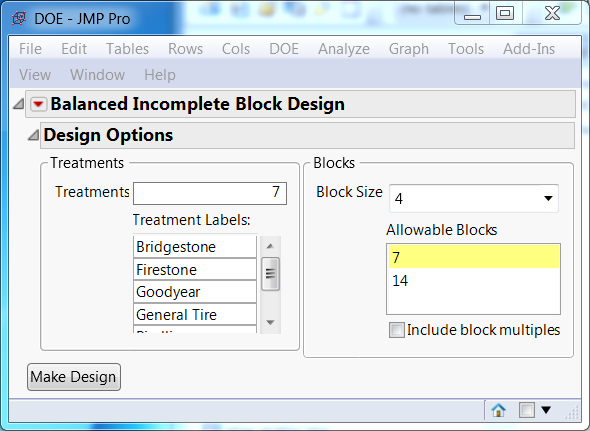 DOE - JMP Pro
File Edit Tables Rows Cols DOE Analyze Graph Tools Add-Ins
View Window Help
Balanced Incomplete Block Design
Design Options
Treatments
Treatments 7
Treatment Labels:
Bridgestone
Firestone
Goodyear
General Tire
Blocks
Block Size 4
Allowable Blocks
7
14
Include block multiples
Make Design